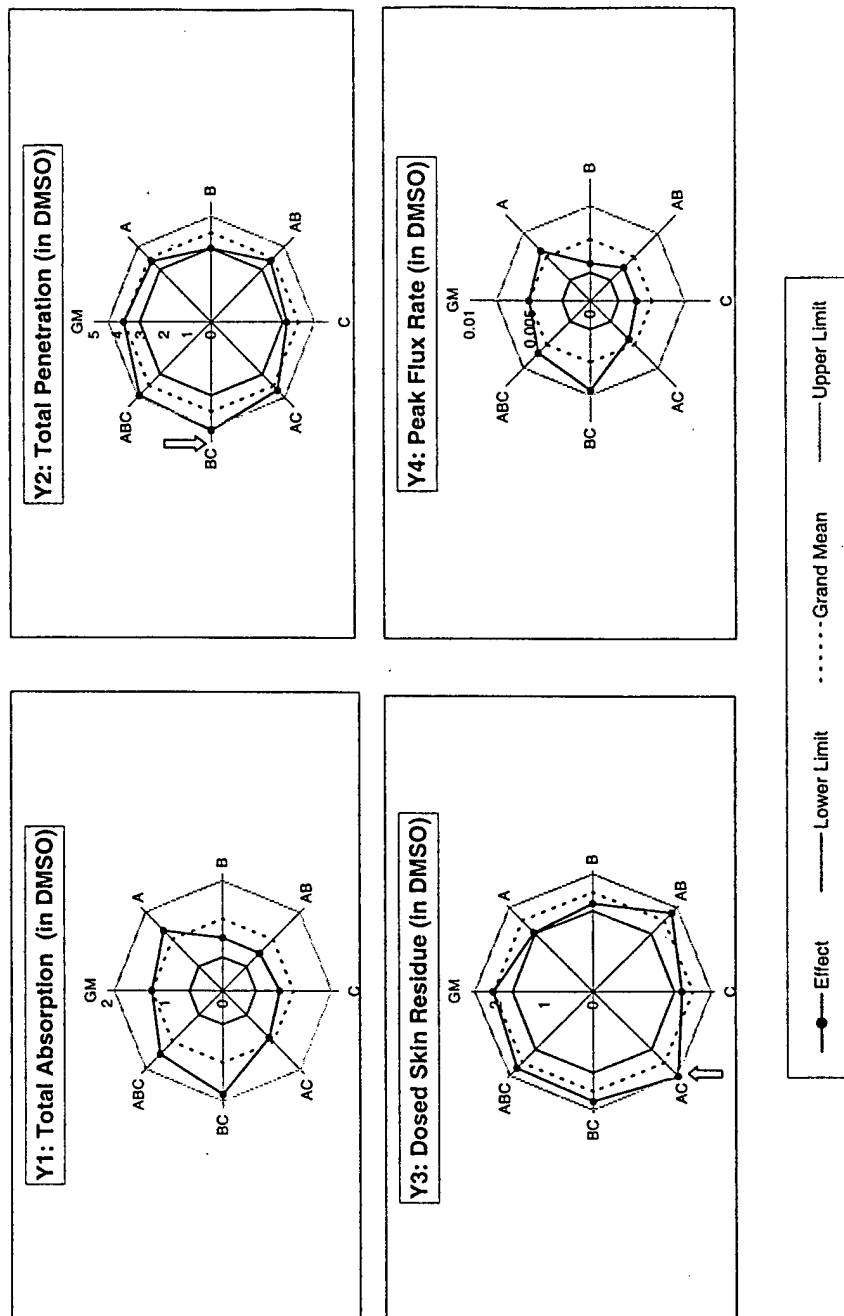 Y1: Total Absorption (in DMSO)
GM
2
ABC
A
1
BC
0
B
AC
AB
C
Y2: Total Penetration (in DMSO)
GM
5
4
ABC
A
3
2
1
BC
0
B
AC
AB
C
Y3: Dosed Skin Residue (in DMSO)
GM
2
ABC
A
1
BC
0
B
AC
AB
C
Y4: Peak Flux Rate (in DMSO)
GM
0.01
ABC
A
0.005
BC
0
B
AC
AB
C
Effect Lower Limit Grand Mean Upper Limit